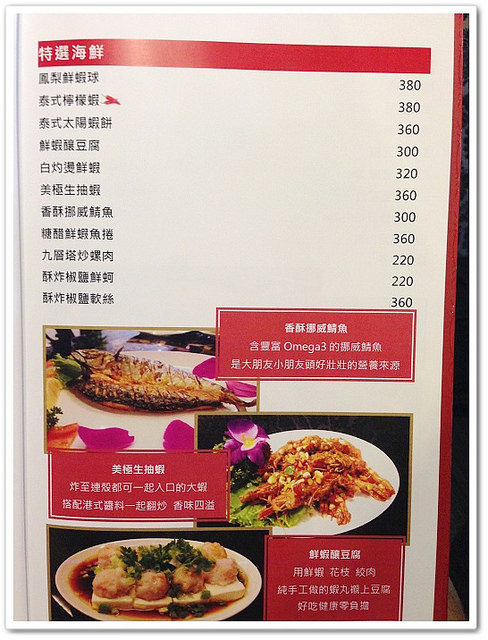 特選海鮮
鳳梨鮮蝦球 380
泰式檸檬蝦 380
泰式太陽蝦餅 360
鮮蝦釀豆腐 300
白灼燙鮮蝦 320
美極生抽蝦 360
香酥挪威鯖魚 300
糖醋鮮蝦魚捲 360
九層塔炒螺肉 220
酥炸椒鹽鮮蚵 220
酥炸椒鹽軟絲 360
香酥挪威鯖魚
含豐富 Omega3 的挪威鯖魚
是大朋友小朋友頭好壯壯的營養來源
美極生抽蝦
炸至連殼都可一起入口的大蝦
搭配港式醬料一起翻炒 香味四溢
鮮蝦釀豆腐
用鮮蝦 花枝 絞肉
純手工做的蝦丸襯上豆腐
好吃健康零負擔